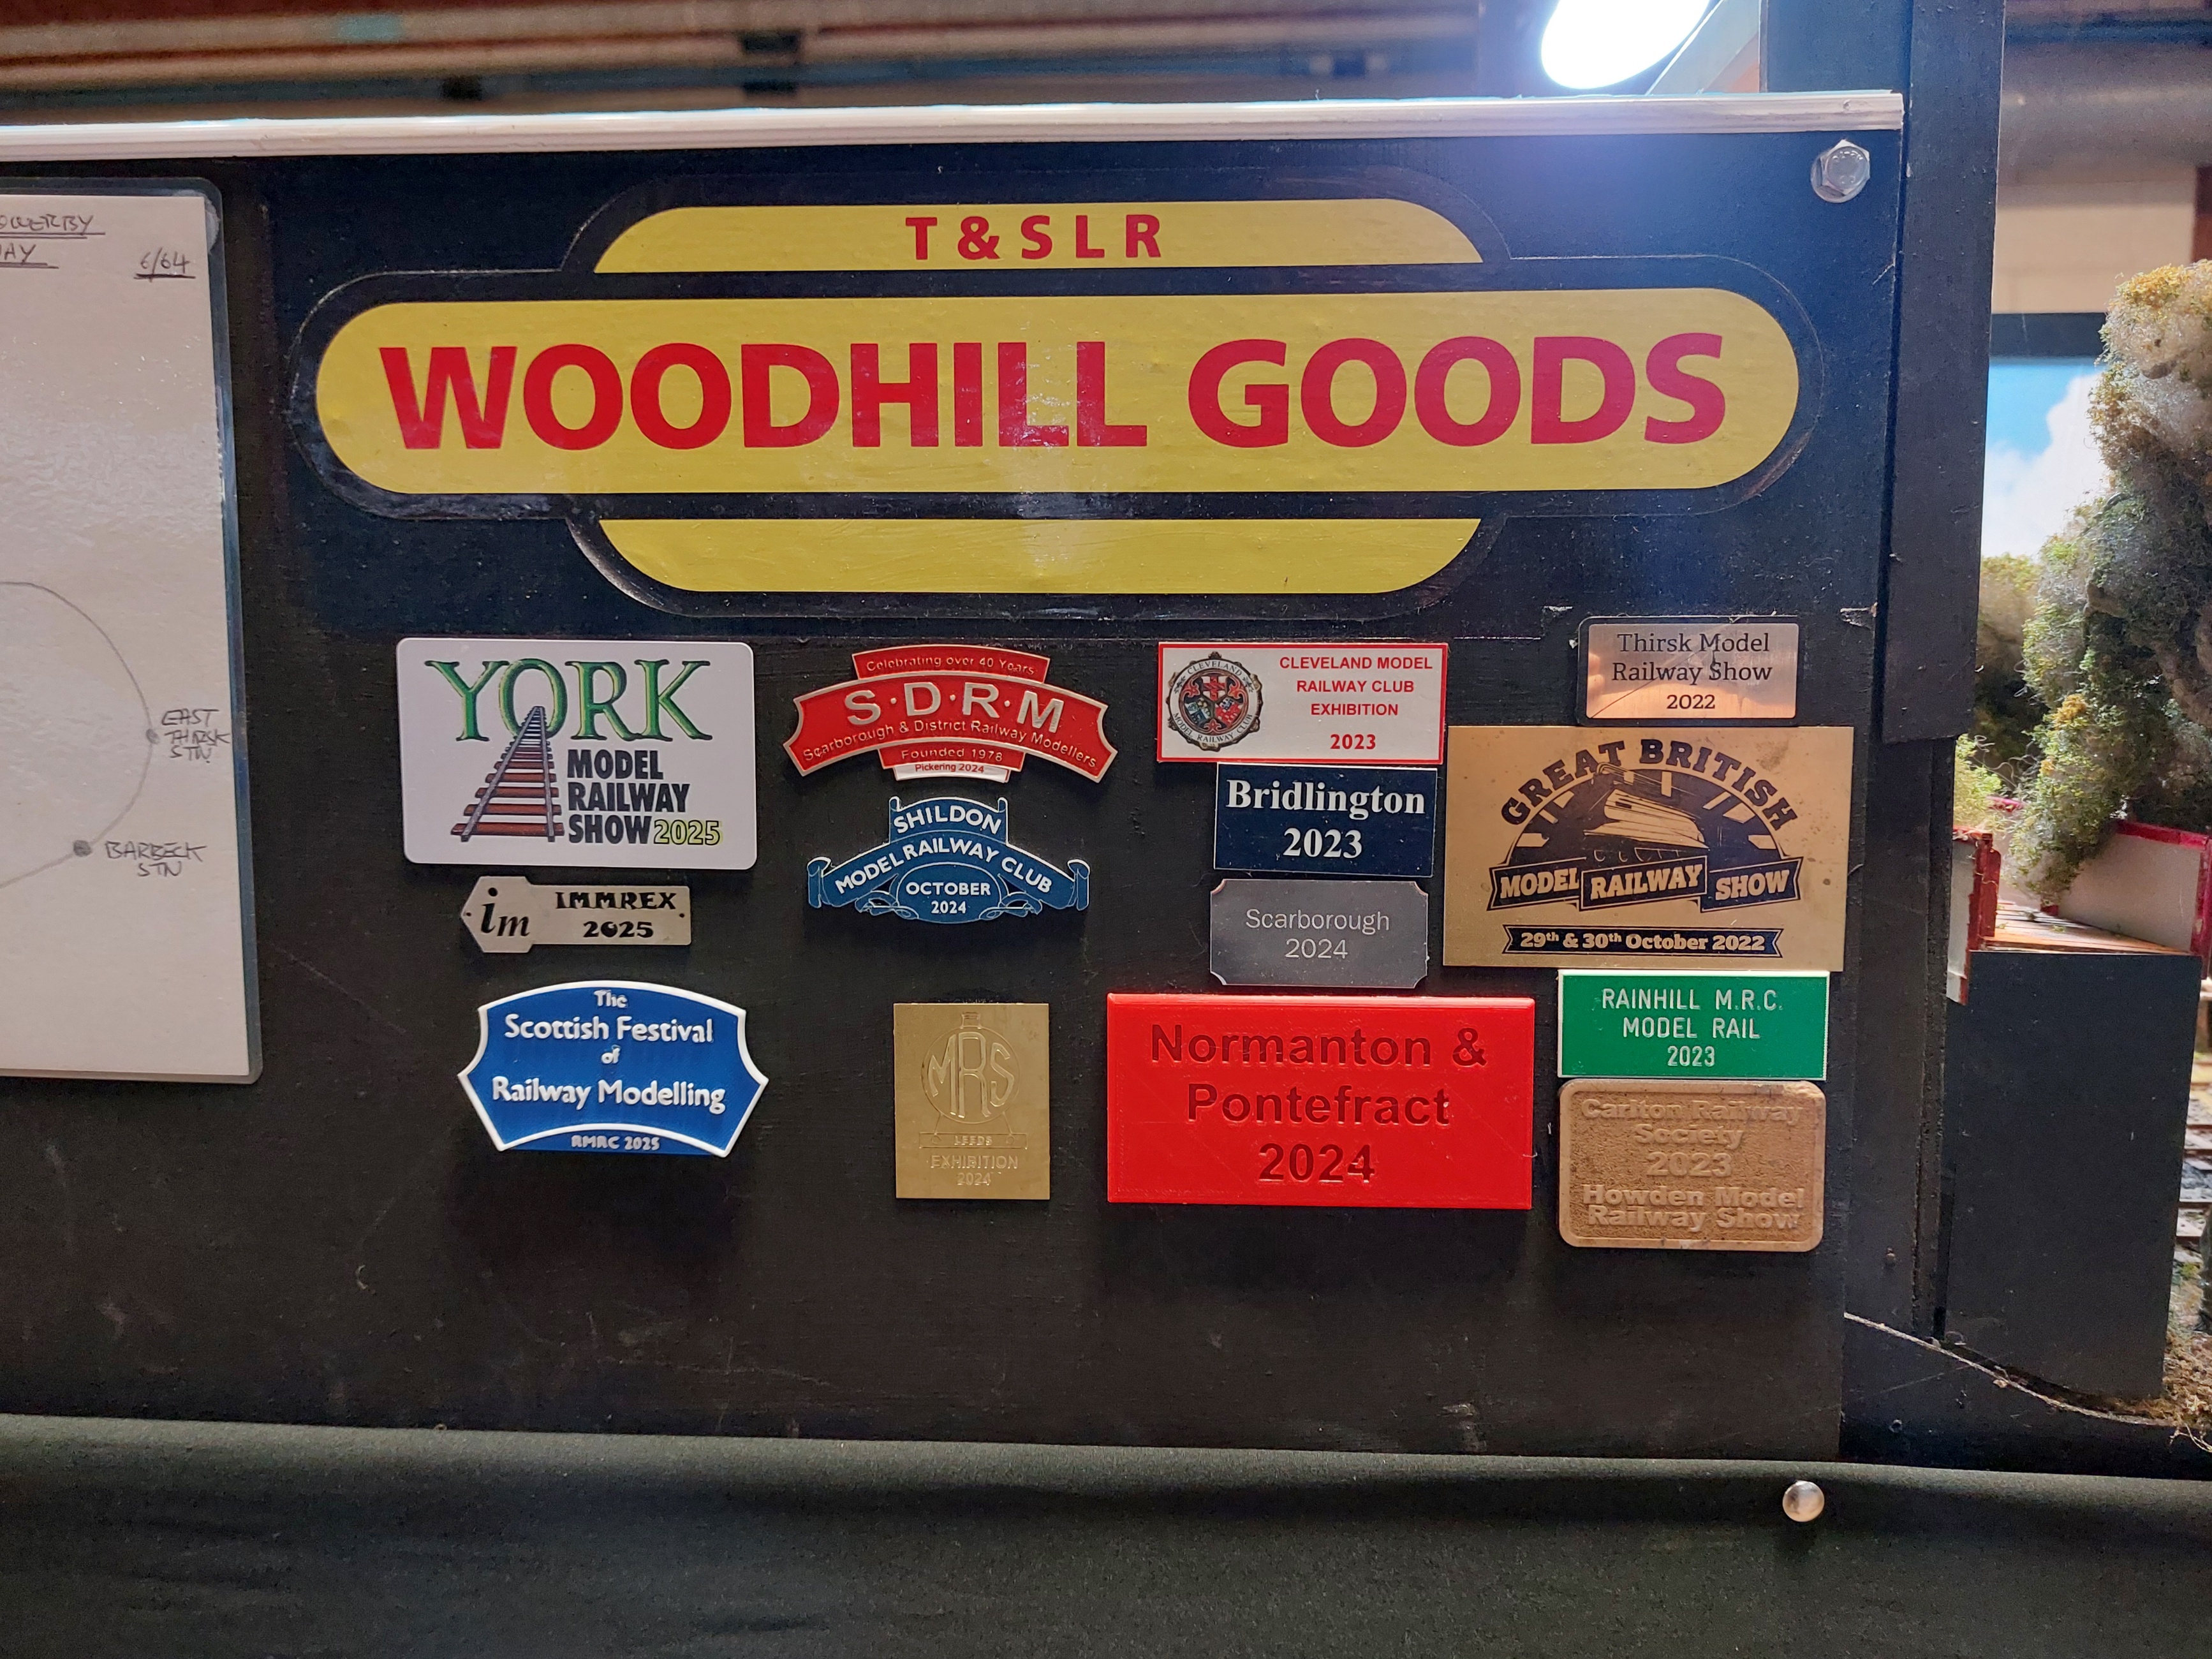 6/64
EAST
THIRSK
STN
BARBECK
STN
T & S L R
WOODHILL GOODS
YORK
MODEL
RAILWAY
SHOW 2025
im
IMMREX
2025
The
Scottish Festival
of
Railway Modelling
RMRC 2025
Celebrating over 40 Years
S·D·R·M
Scarborough & District Railway Modellers
Founded 1978
Pickering 2024
SHILDON
MODEL RAILWAY CLUB
OCTOBER
2024
MRS
LEEDS
EXHIBITION
2024
CLEVELAND
MODEL RAILWAY CLUB
CLEVELAND MODEL
RAILWAY CLUB
EXHIBITION
2023
Bridlington
2023
Scarborough
2024
Normanton &
Pontefract
2024
Thirsk Model
Railway Show
2022
GREAT BRITISH
MODEL RAILWAY SHOW
29th & 30th October 2022
RAINHILL M.R.C.
MODEL RAIL
2023
Carlton Railway
Society
2023
Howden Model
Railway Show